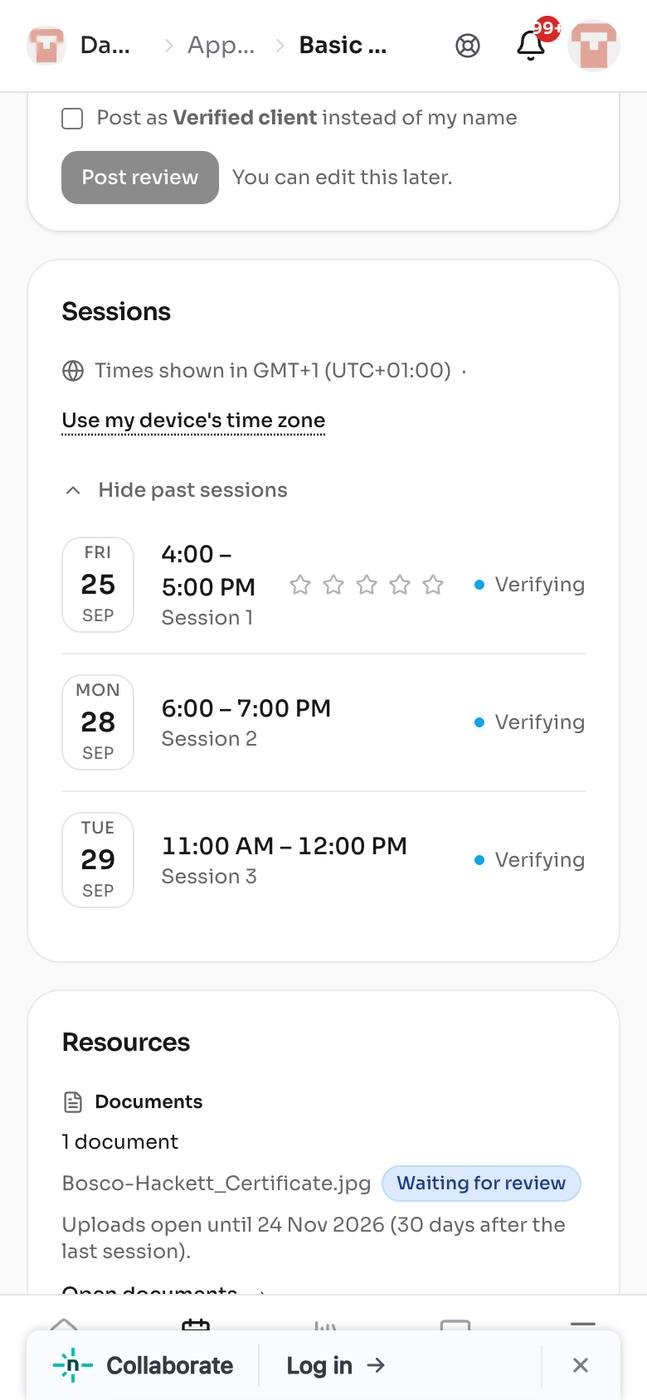 Da... App... Basic ... 99+
Post as Verified client instead of my name
Post review You can edit this later.
Sessions
Times shown in GMT+1 (UTC+01:00) ·
Use my device's time zone
Hide past sessions
FRI
25
SEP
4:00 –
5:00 PM
Session 1
Verifying
MON
28
SEP
6:00 – 7:00 PM
Session 2
Verifying
TUE
29
SEP
11:00 AM – 12:00 PM
Session 3
Verifying
Resources
Documents
1 document
Bosco-Hackett_Certificate.jpg Waiting for review
Uploads open until 24 Nov 2026 (30 days after the
last session).
Open documents →
n Collaborate Log in →